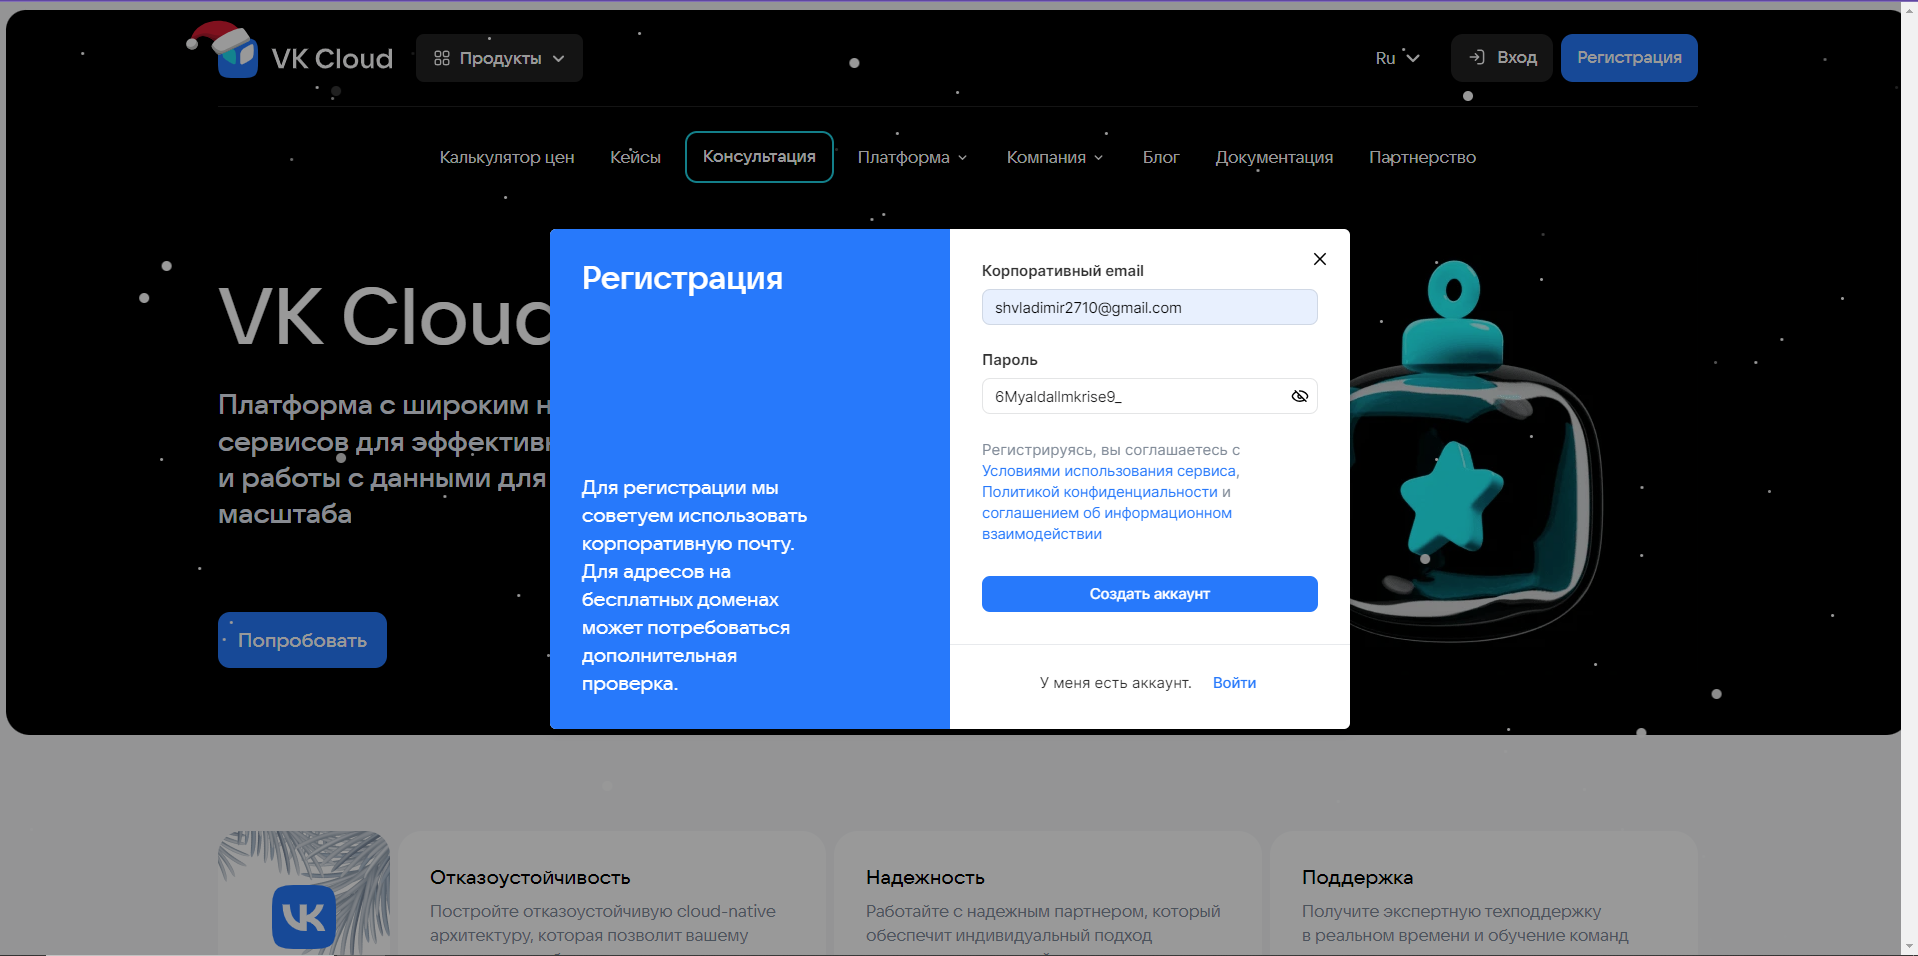 VK Cloud
Продукты
Ru
Вход
Регистрация
Калькулятор цен
Кейсы
Консультация
Платформа
Компания
Блог
Документация
Партнерство
VK Cloud
Платформа с широким н
сервисов для эффектив
и работы с данными для
масштаба
Попробовать
Регистрация
Для регистрации мы
советуем использовать
корпоративную почту.
Для адресов на
бесплатных доменах
может потребоваться
дополнительная
проверка.
Корпоративный email
shvladimir2710@gmail.com
Пароль
6Myaldallmkrise9_
Регистрируясь, вы соглашаетесь с
Условиями использования сервиса,
Политикой конфиденциальности и
соглашением об информационном
взаимодействии
Создать аккаунт
У меня есть аккаунт. Войти
Отказоустойчивость
Постройте отказоустойчивую cloud-native
архитектуру, которая позволит вашему
Надежность
Работайте с надежным партнером, который
обеспечит индивидуальный подход
Поддержка
Получите экспертную техподдержку
в реальном времени и обучение команд